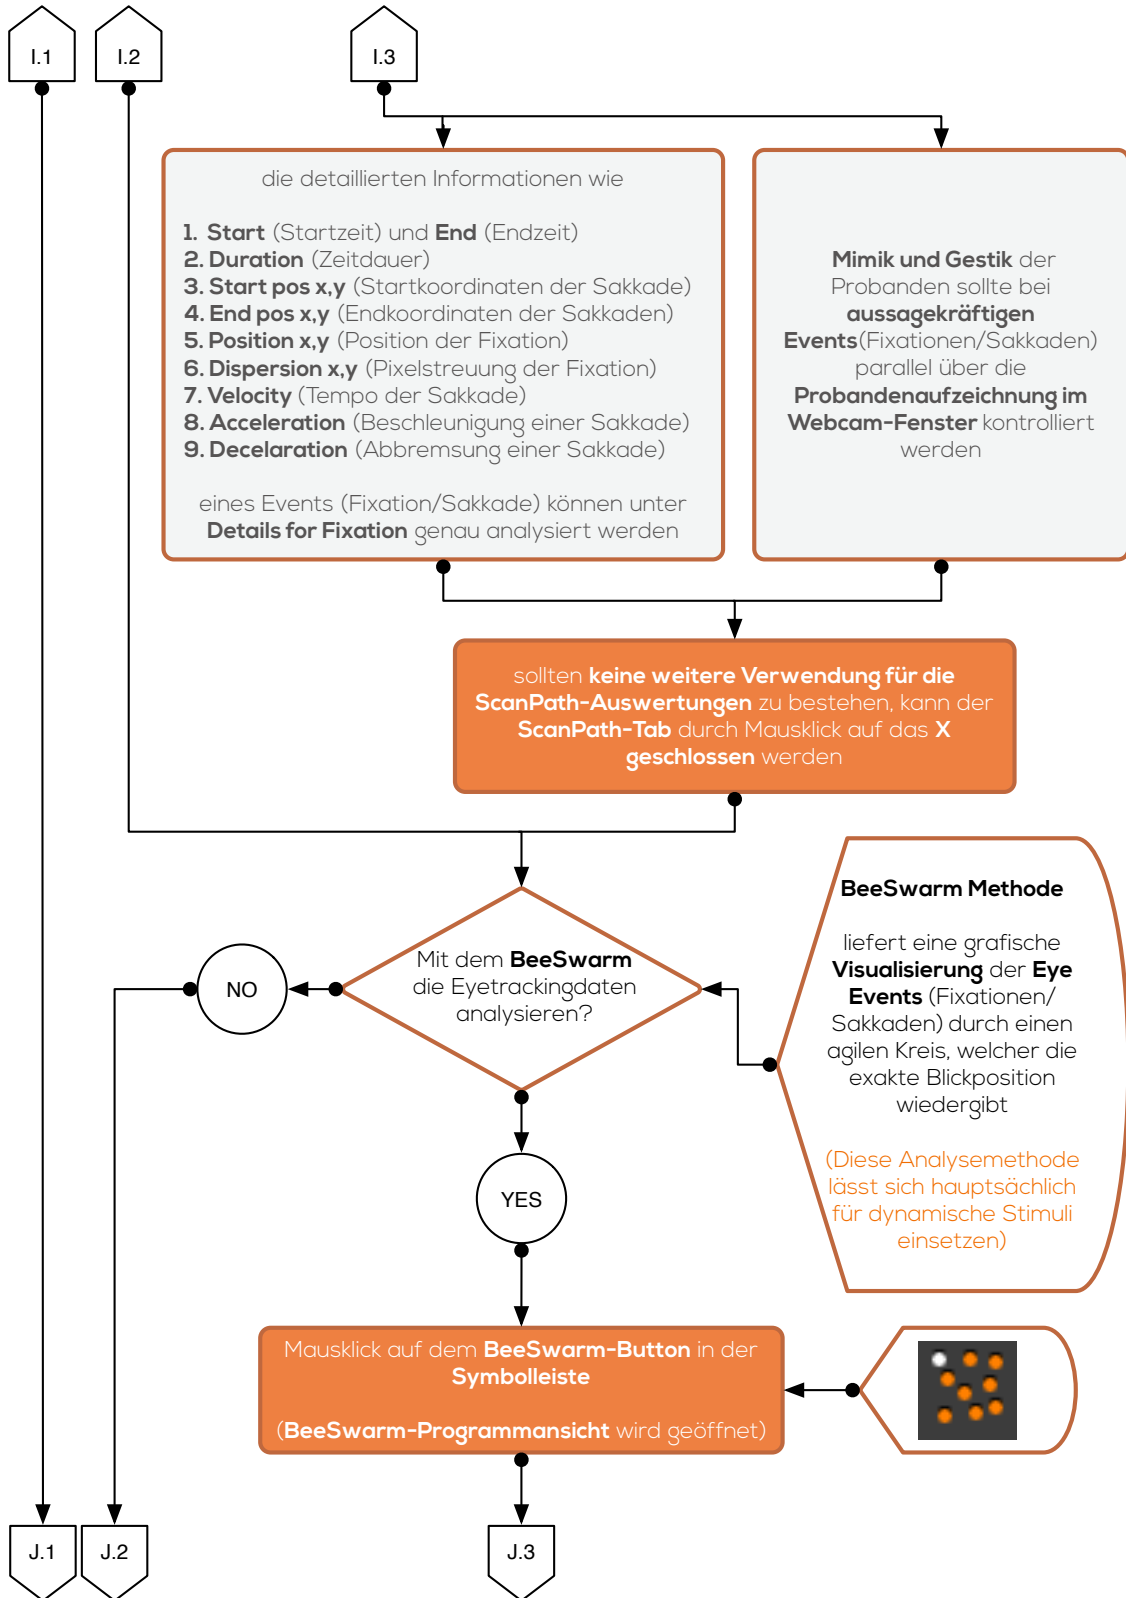 I.1
I.2
I.3
die detaillierten Informationen wie
1. Start (Startzeit) und End (Endzeit)
2. Duration (Zeitdauer)
3. Start pos x,y (Startkoordinaten der Sakkade)
4. End pos x,y (Endkoordinaten der Sakkaden)
5. Position x,y (Position der Fixation)
6. Dispersion x,y (Pixelstreuung der Fixation)
7. Velocity (Tempo der Sakkade)
8. Acceleration (Beschleunigung einer Sakkade)
9. Decelaration (Abbremsung einer Sakkade)
eines Events (Fixation/Sakkade) können unter
Details for Fixation genau analysiert werden
Mimik und Gestik der
Probanden sollte bei
aussagekräftigen
Events(Fixationen/Sakkaden)
parallel über die
Probandenaufzeichnung im
Webcam-Fenster kontrolliert
werden
sollten keine weitere Verwendung für die
ScanPath-Auswertungen zu bestehen, kann der
ScanPath-Tab durch Mausklick auf das X
geschlossen werden
Mit dem BeeSwarm
die Eyetrackingdaten
analysieren?
NO
BeeSwarm Methode
liefert eine grafische
Visualisierung der Eye
Events (Fixationen/
Sakkaden) durch einen
agilen Kreis, welcher die
exakte Blickposition
wiedergibt
(Diese Analysemethode
lässt sich hauptsächlich
für dynamische Stimuli
einsetzen)
YES
Mausklick auf dem BeeSwarm-Button in der
Symbolleiste
(BeeSwarm-Programmansicht wird geöffnet)
J.1
J.2
J.3